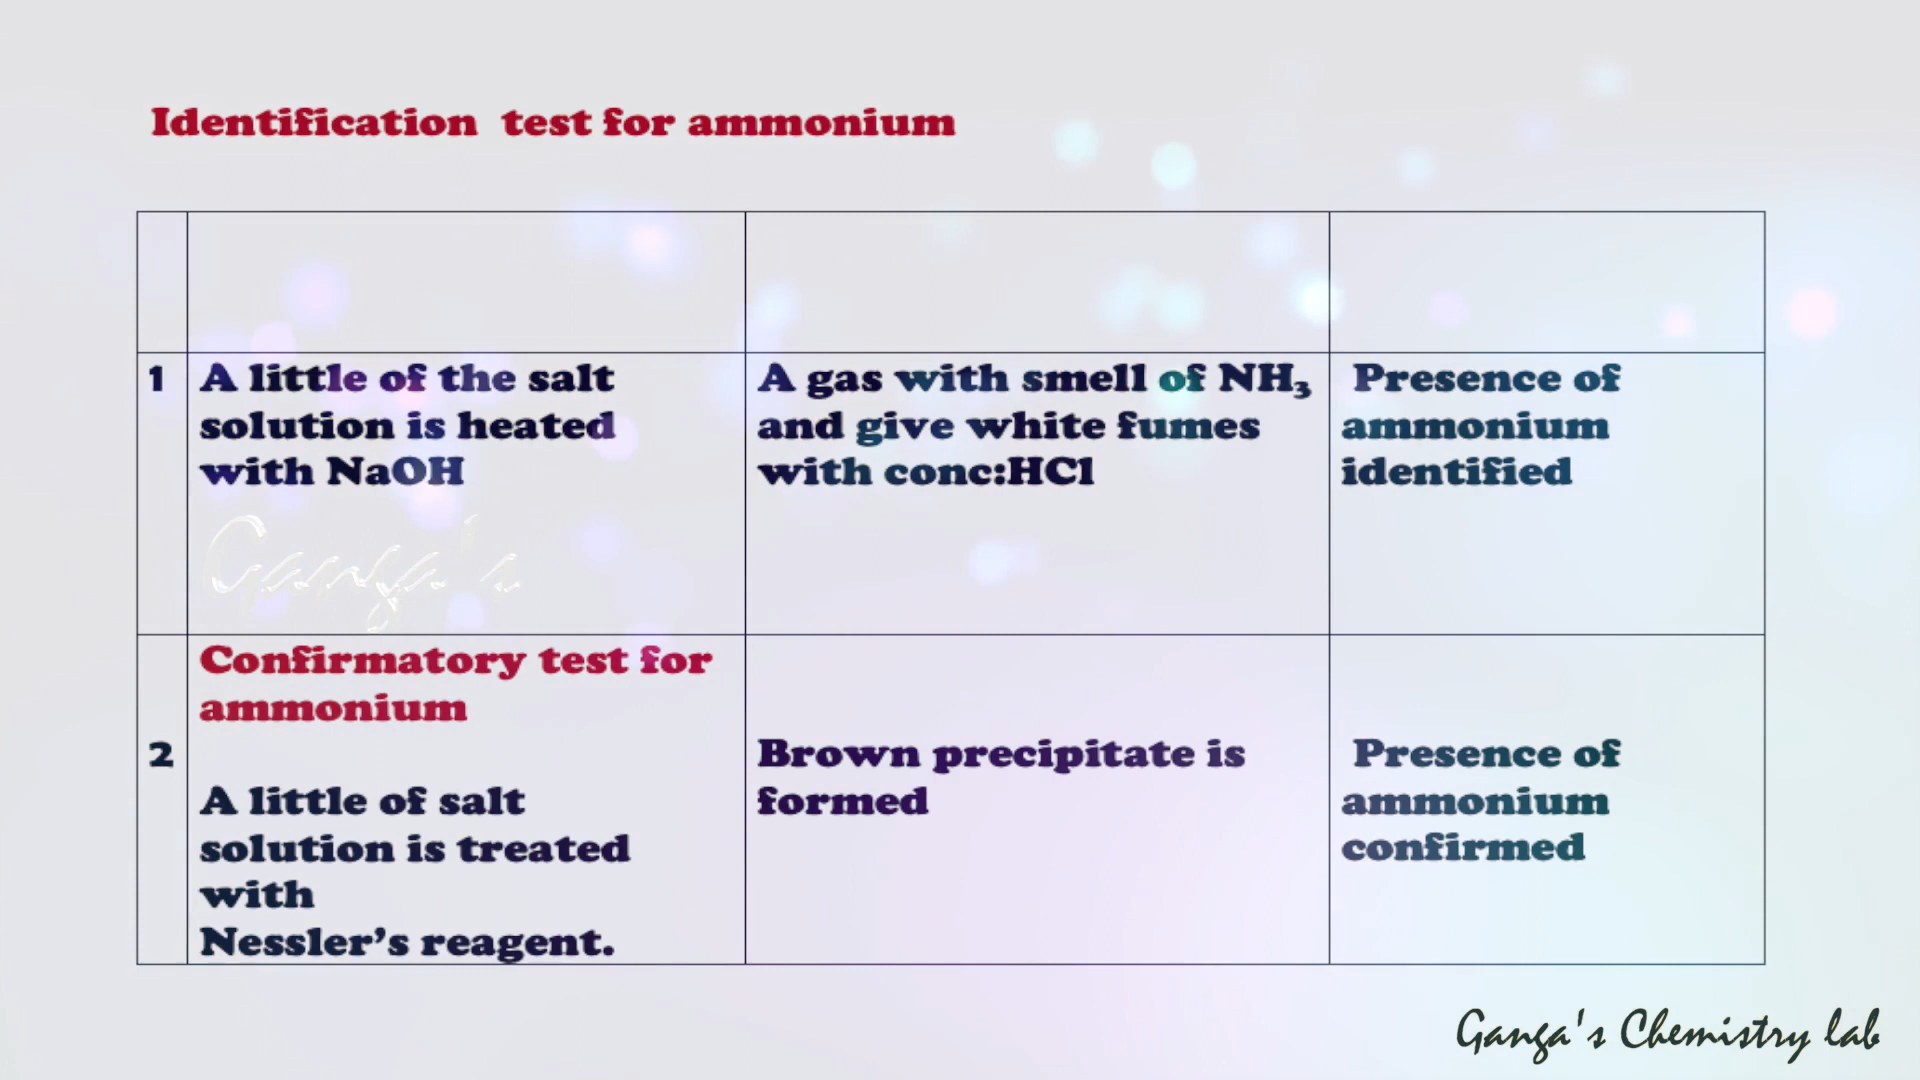 Identification test for ammonium
1
A little of the salt
solution is heated
with NaOH
A gas with smell of NH₃
and give white fumes
with conc:HCl
Presence of
ammonium
identified
Ganga's
2
Confirmatory test for
ammonium
A little of salt
solution is treated
with
Nessler’s reagent.
Brown precipitate is
formed
Presence of
ammonium
confirmed
Ganga's Chemistry lab